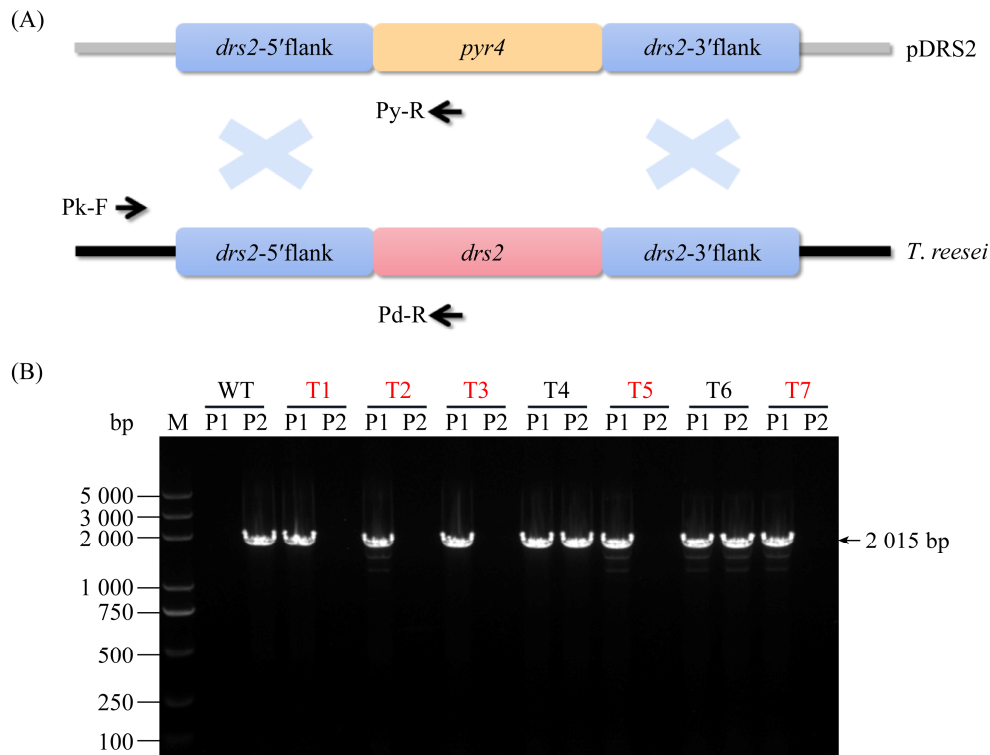 (A)
drs2-5′flank pyr4 drs2-3′flank pDRS2
Py-R
Pk-F
drs2-5′flank drs2 drs2-3′flank T. reesei
Pd-R
(B)
WT T1 T2 T3 T4 T5 T6 T7
bp M P1 P2 P1 P2 P1 P2 P1 P2 P1 P2 P1 P2 P1 P2 P1 P2
5 000
3 000
2 000
2 015 bp
1 000
750
500
250
100